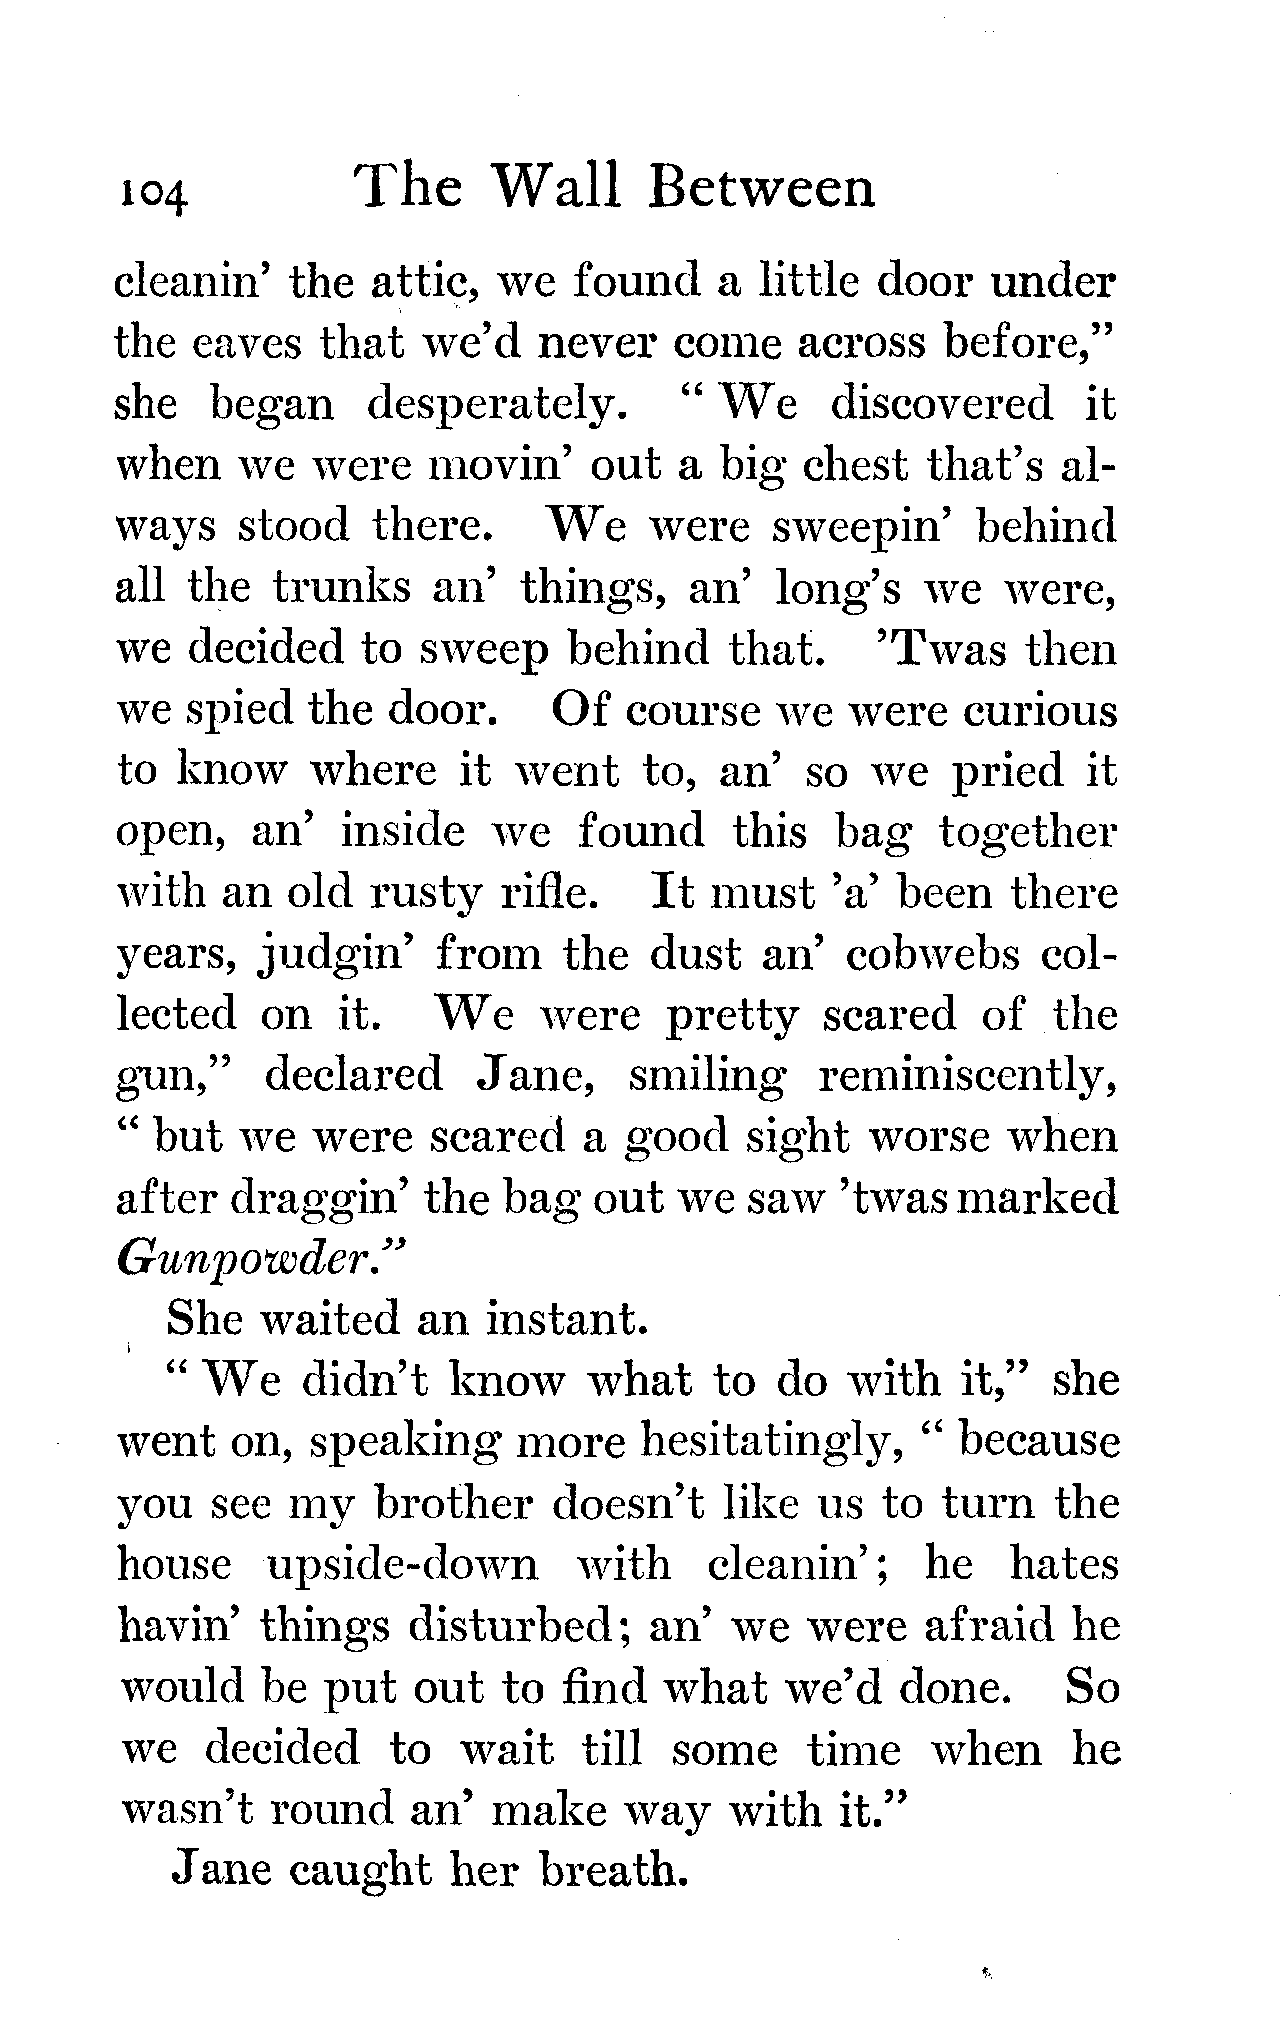 104 The Wall Between
cleanin’ the attic, we found a little door under
the eaves that we’d never come across before,”
she began desperately. “ We discovered it
when we were movin’ out a big chest that’s al-
ways stood there. We were sweepin’ behind
all the trunks an’ things, an’ long’s we were,
we decided to sweep behind that. ’Twas then
we spied the door. Of course we were curious
to know where it went to, an’ so we pried it
open, an’ inside we found this bag together
with an old rusty rifle. It must ’a’ been there
years, judgin’ from the dust an’ cobwebs col-
lected on it. We were pretty scared of the
gun,” declared Jane, smiling reminiscently,
“ but we were scared a good sight worse when
after draggin’ the bag out we saw ’twas marked
Gunpowder.”
She waited an instant.
“ We didn’t know what to do with it,” she
went on, speaking more hesitatingly, “ because
you see my brother doesn’t like us to turn the
house upside-down with cleanin’; he hates
havin’ things disturbed; an’ we were afraid he
would be put out to find what we’d done. So
we decided to wait till some time when he
wasn’t round an’ make way with it.”
Jane caught her breath.